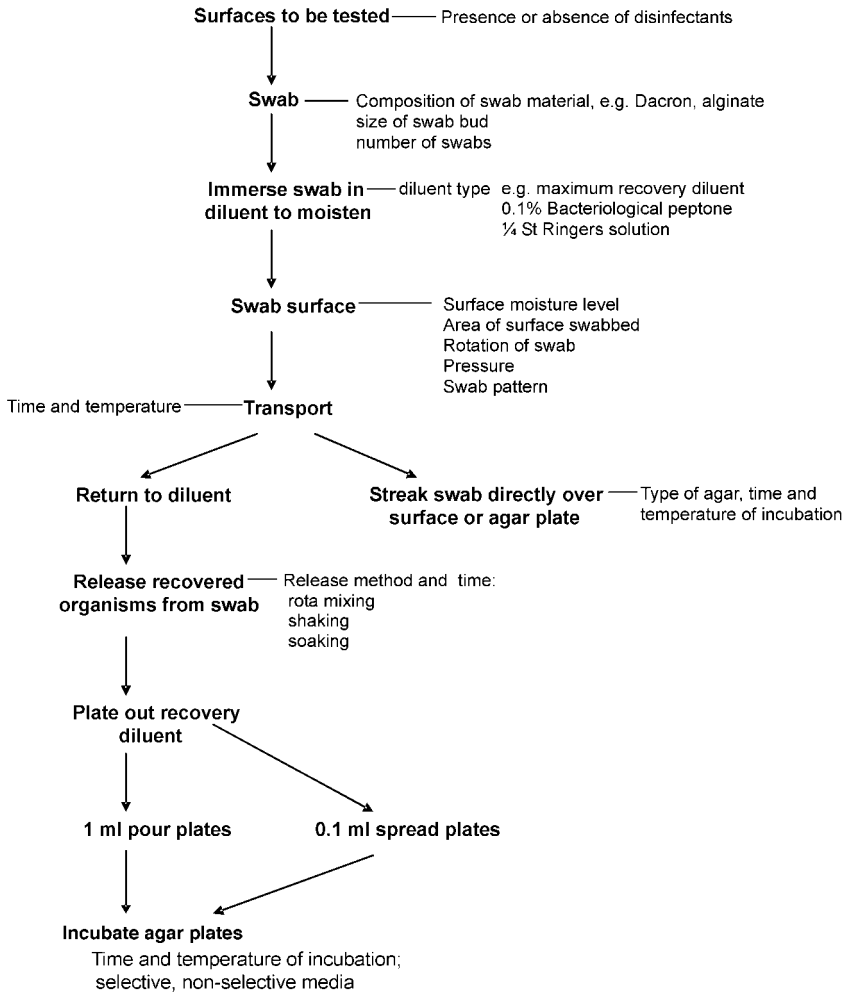 Surfaces to be tested
Presence or absence of disinfectants
Swab
Composition of swab material, e.g. Dacron, alginate
size of swab bud
number of swabs
Immerse swab in
diluent to moisten
diluent type e.g. maximum recovery diluent
0.1% Bacteriological peptone
¼ St Ringers solution
Swab surface
Surface moisture level
Area of surface swabbed
Rotation of swab
Pressure
Swab pattern
Time and temperature
Transport
Return to diluent
Streak swab directly over
surface or agar plate
Type of agar, time and
temperature of incubation
Release recovered
organisms from swab
Release method and time:
rota mixing
shaking
soaking
Plate out recovery
diluent
1 ml pour plates
0.1 ml spread plates
Incubate agar plates
Time and temperature of incubation;
selective, non-selective media